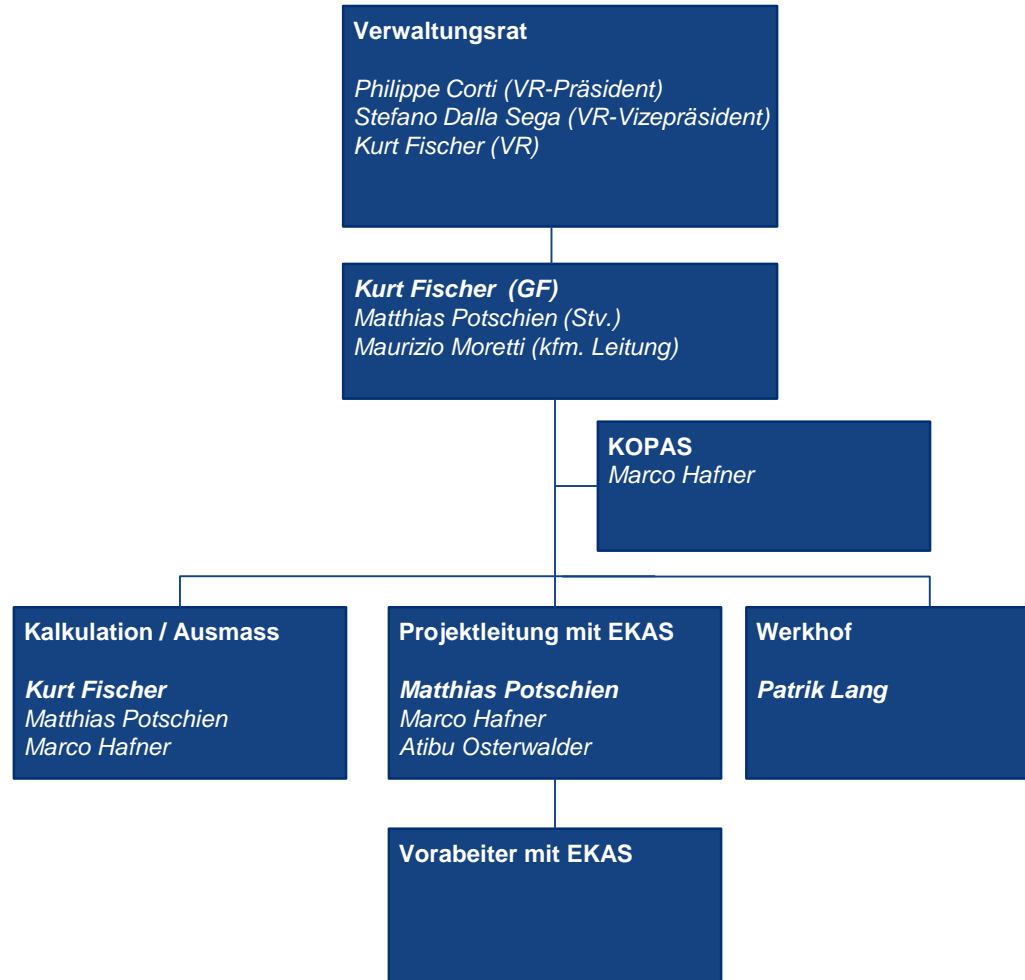 Verwaltungsrat
Philippe Corti (VR-Präsident)
Stefano Dalla Sega (VR-Vizepräsident)
Kurt Fischer (VR)
Kurt Fischer  (GF)
Matthias Potschien (Stv.)
Maurizio Moretti (kfm. Leitung)
KOPAS
Marco Hafner
Kalkulation / Ausmass
Kurt Fischer
Matthias Potschien
Marco Hafner
Projektleitung mit EKAS
Matthias Potschien
Marco Hafner
Atibu Osterwalder
Werkhof
Patrik Lang
Vorabeiter mit EKAS